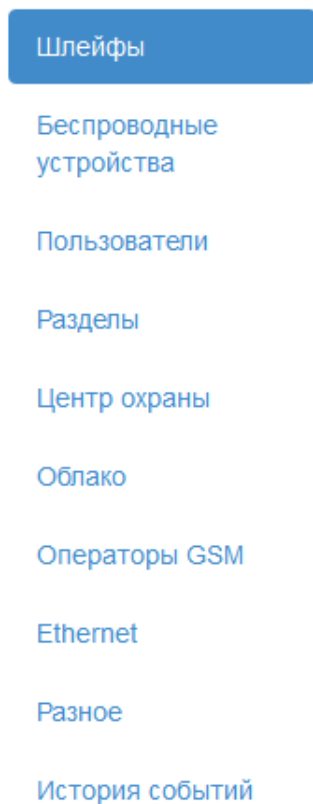 Шлейфы
Беспроводные
устройства
Пользователи
Разделы
Центр охраны
Облако
Операторы GSM
Ethernet
Разное
История событий